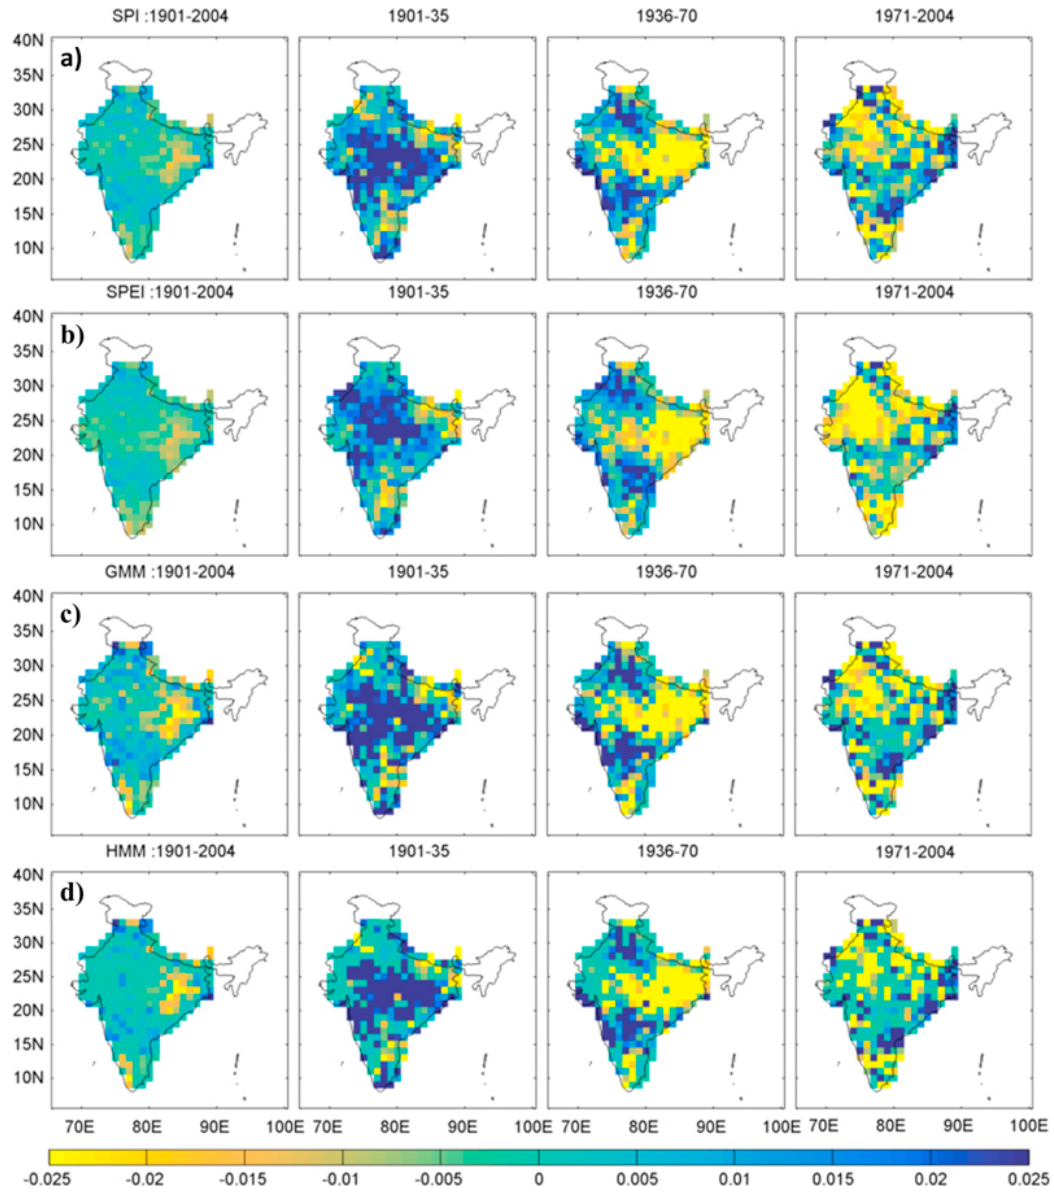 SPI :1901-2004 1901-35 1936-70 1971-2004
40N
a)
35N
30N
25N
20N
15N
10N
SPEI :1901-2004 1901-35 1936-70 1971-2004
40N
b)
35N
30N
25N
20N
15N
10N
GMM :1901-2004 1901-35 1936-70 1971-2004
40N
c)
35N
30N
25N
20N
15N
10N
HMM :1901-2004 1901-35 1936-70 1971-2004
40N
d)
35N
30N
25N
20N
15N
10N
70E 80E 90E 100E 70E 80E 90E 100E 70E 80E 90E 100E 70E 80E 90E 100E
-0.025 -0.02 -0.015 -0.01 -0.005 0 0.005 0.01 0.015 0.02 0.025